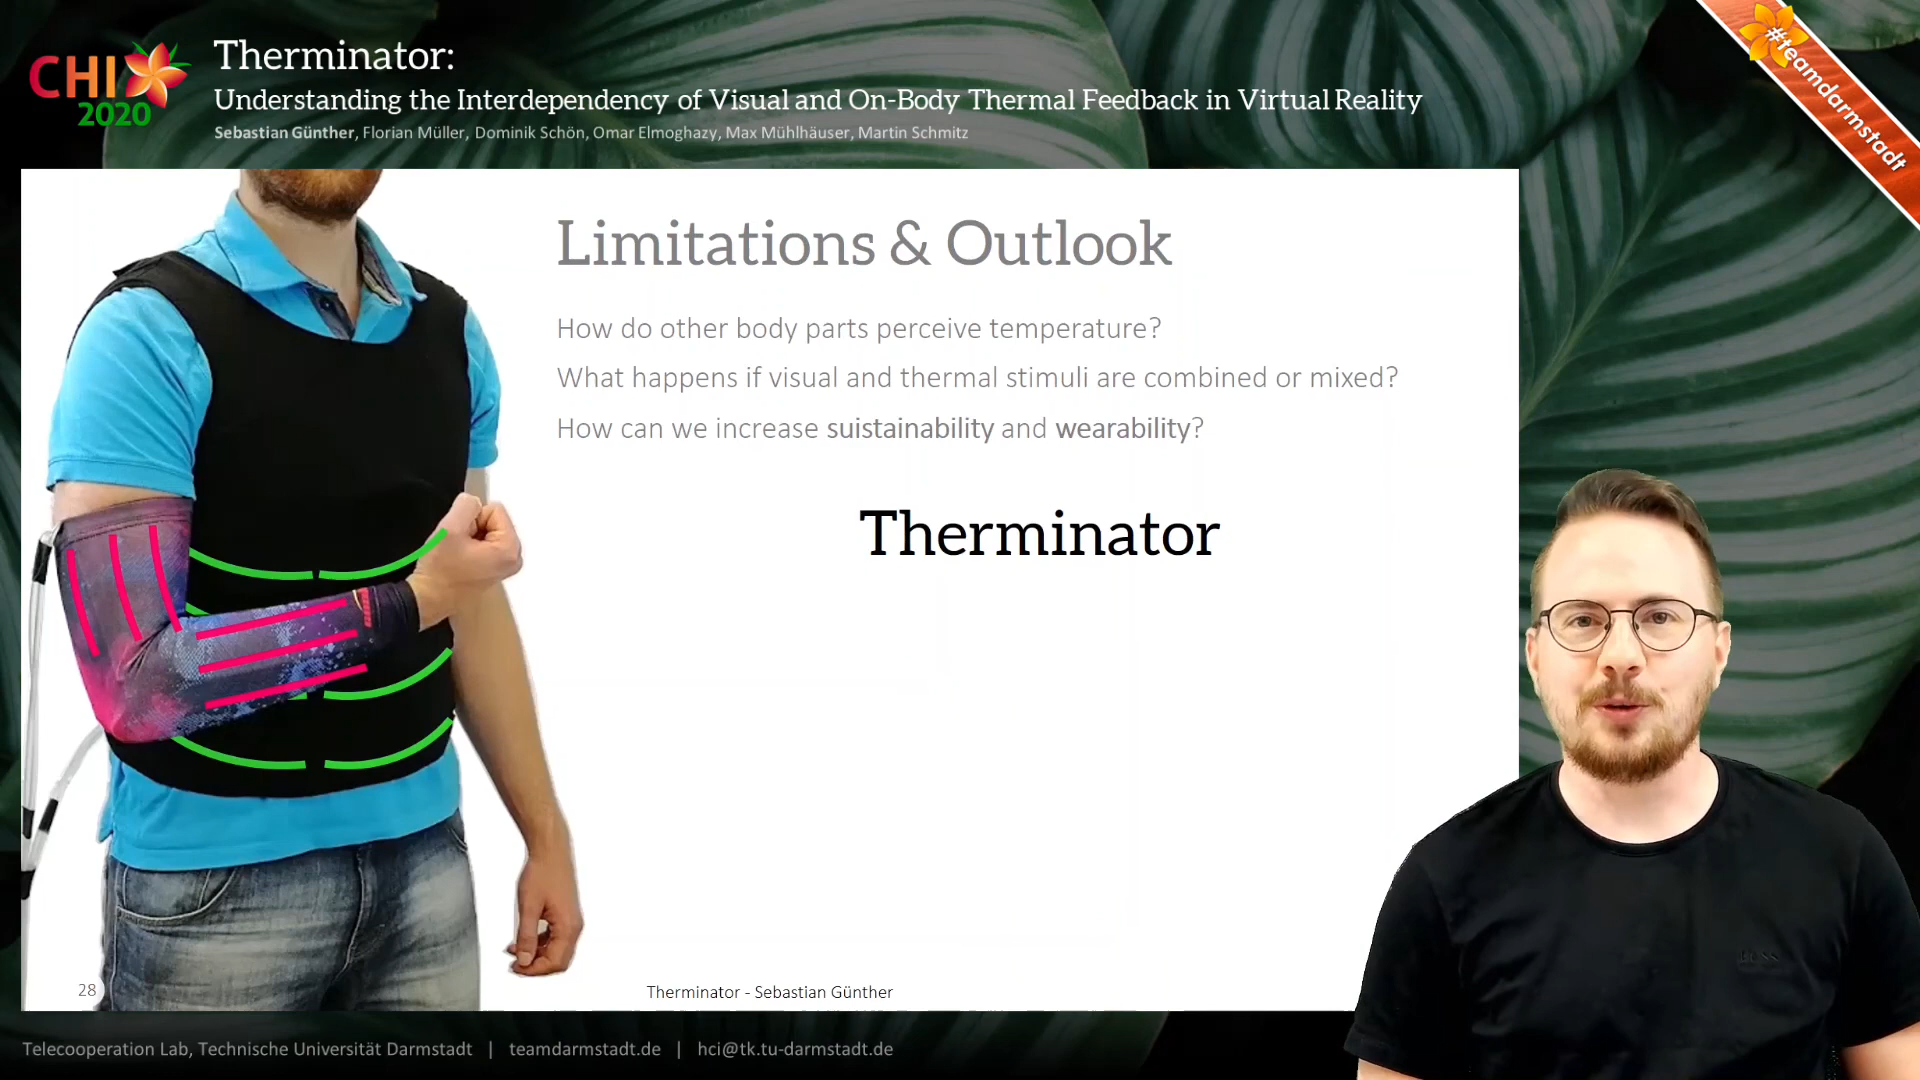 CHI
2020
Therminator:
Understanding the Interdependency of Visual and On-Body Thermal Feedback in Virtual Reality
Sebastian Günther, Florian Müller, Dominik Schön, Omar Elmoghazy, Max Mühlhäuser, Martin Schmitz
#teamdarmstadt
Limitations & Outlook
How do other body parts perceive temperature?
What happens if visual and thermal stimuli are combined or mixed?
How can we increase suistainability and wearability?
Therminator
28
Therminator - Sebastian Günther
Telecooperation Lab, Technische Universität Darmstadt | teamdarmstadt.de | hci@tk.tu-darmstadt.de